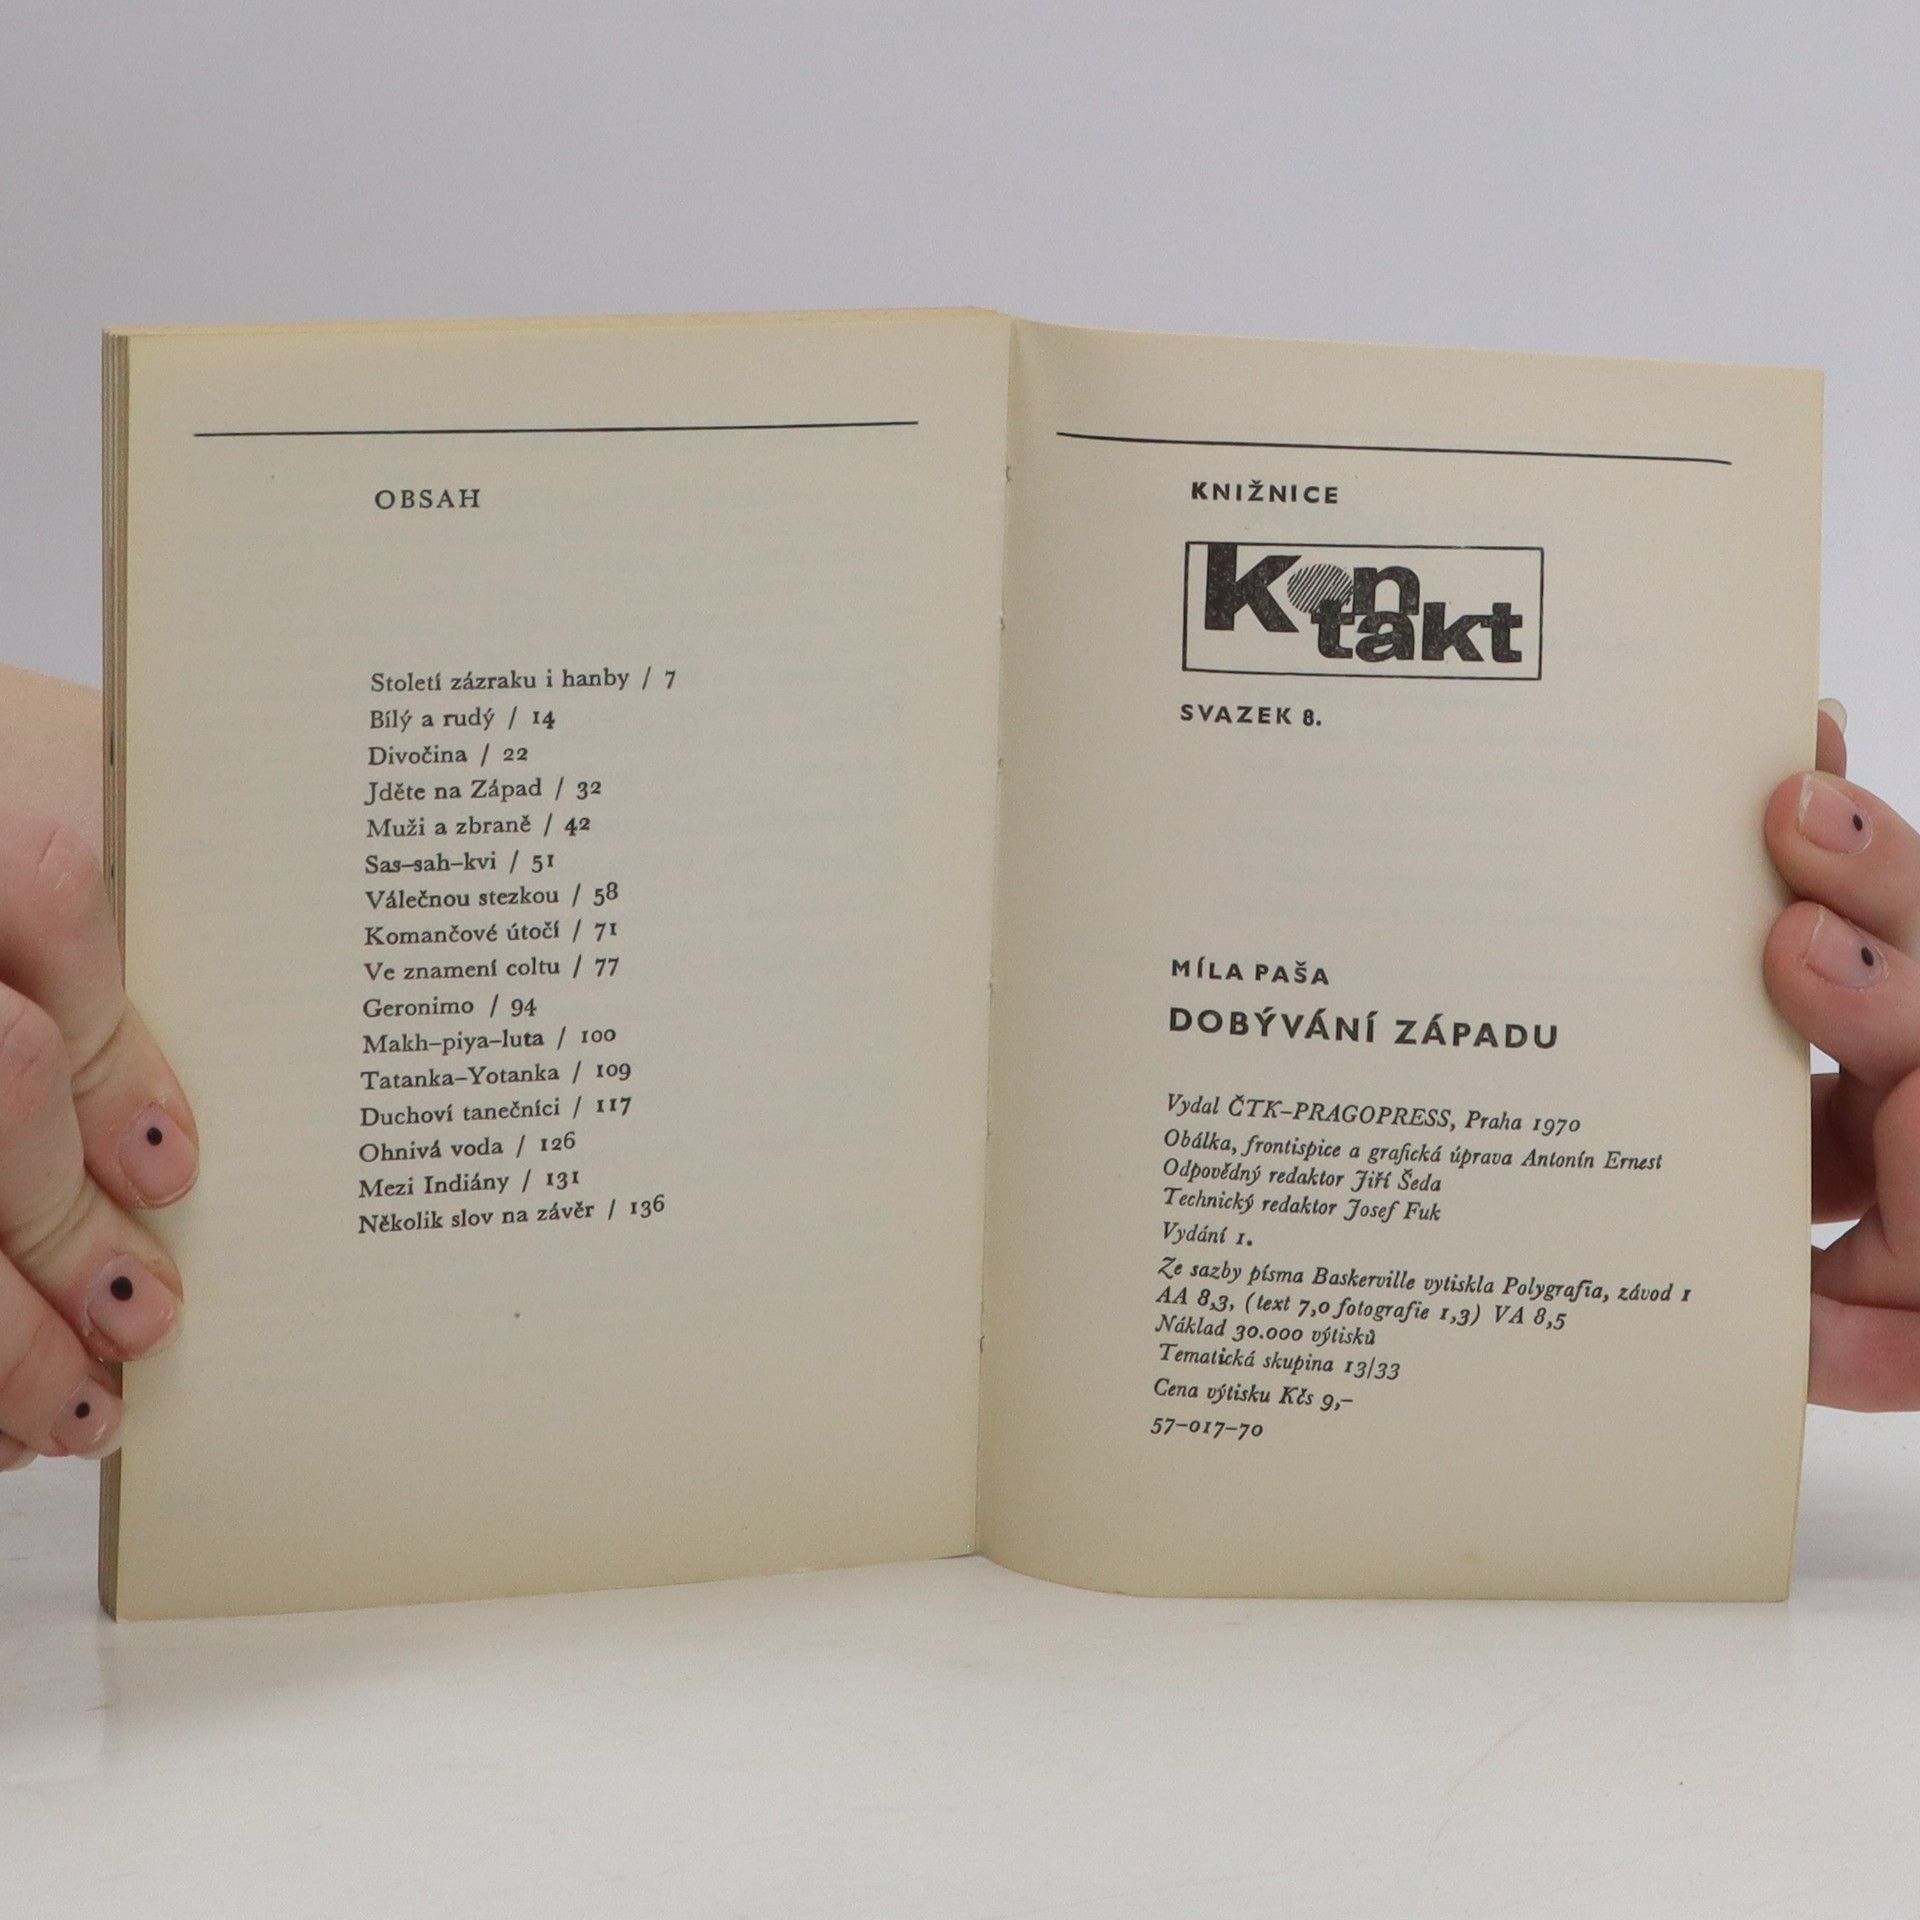 OBSAH
Století zázraku i hanby / 7
Bílý a rudý / 14
Divočina / 22
Jděte na Západ / 32
Muži a zbraně / 42
Sas–sah–kvi / 51
Válečnou stezkou / 58
Komančové útočí / 71
Ve znamení coltu / 77
Geronimo / 94
Makh–piya–luta / 100
Tatanka–Yotanka / 109
Duchoví tanečníci / 117
Ohnivá voda / 126
Mezi Indiány / 131
Několik slov na závěr / 136
KNIŽNICE
Kontakt
SVAZEK 8.
MÍLA PAŠA
DOBÝVÁNÍ ZÁPADU
Vydal ČTK–PRAGOPRESS, Praha 1970
Obálka, frontispice a grafická úprava Antonín Ernest
Odpovědný redaktor Jiří Šeda
Technický redaktor Josef Fuk
Vydání 1.
Ze sazby písma Baskerville vytiskla Polygrafia, závod 1
AA 8,3, (text 7,0 fotografie 1,3) VA 8,5
Náklad 30.000 výtisků
Tematická skupina 13/33
Cena výtisku Kčs 9,–
57–017–70